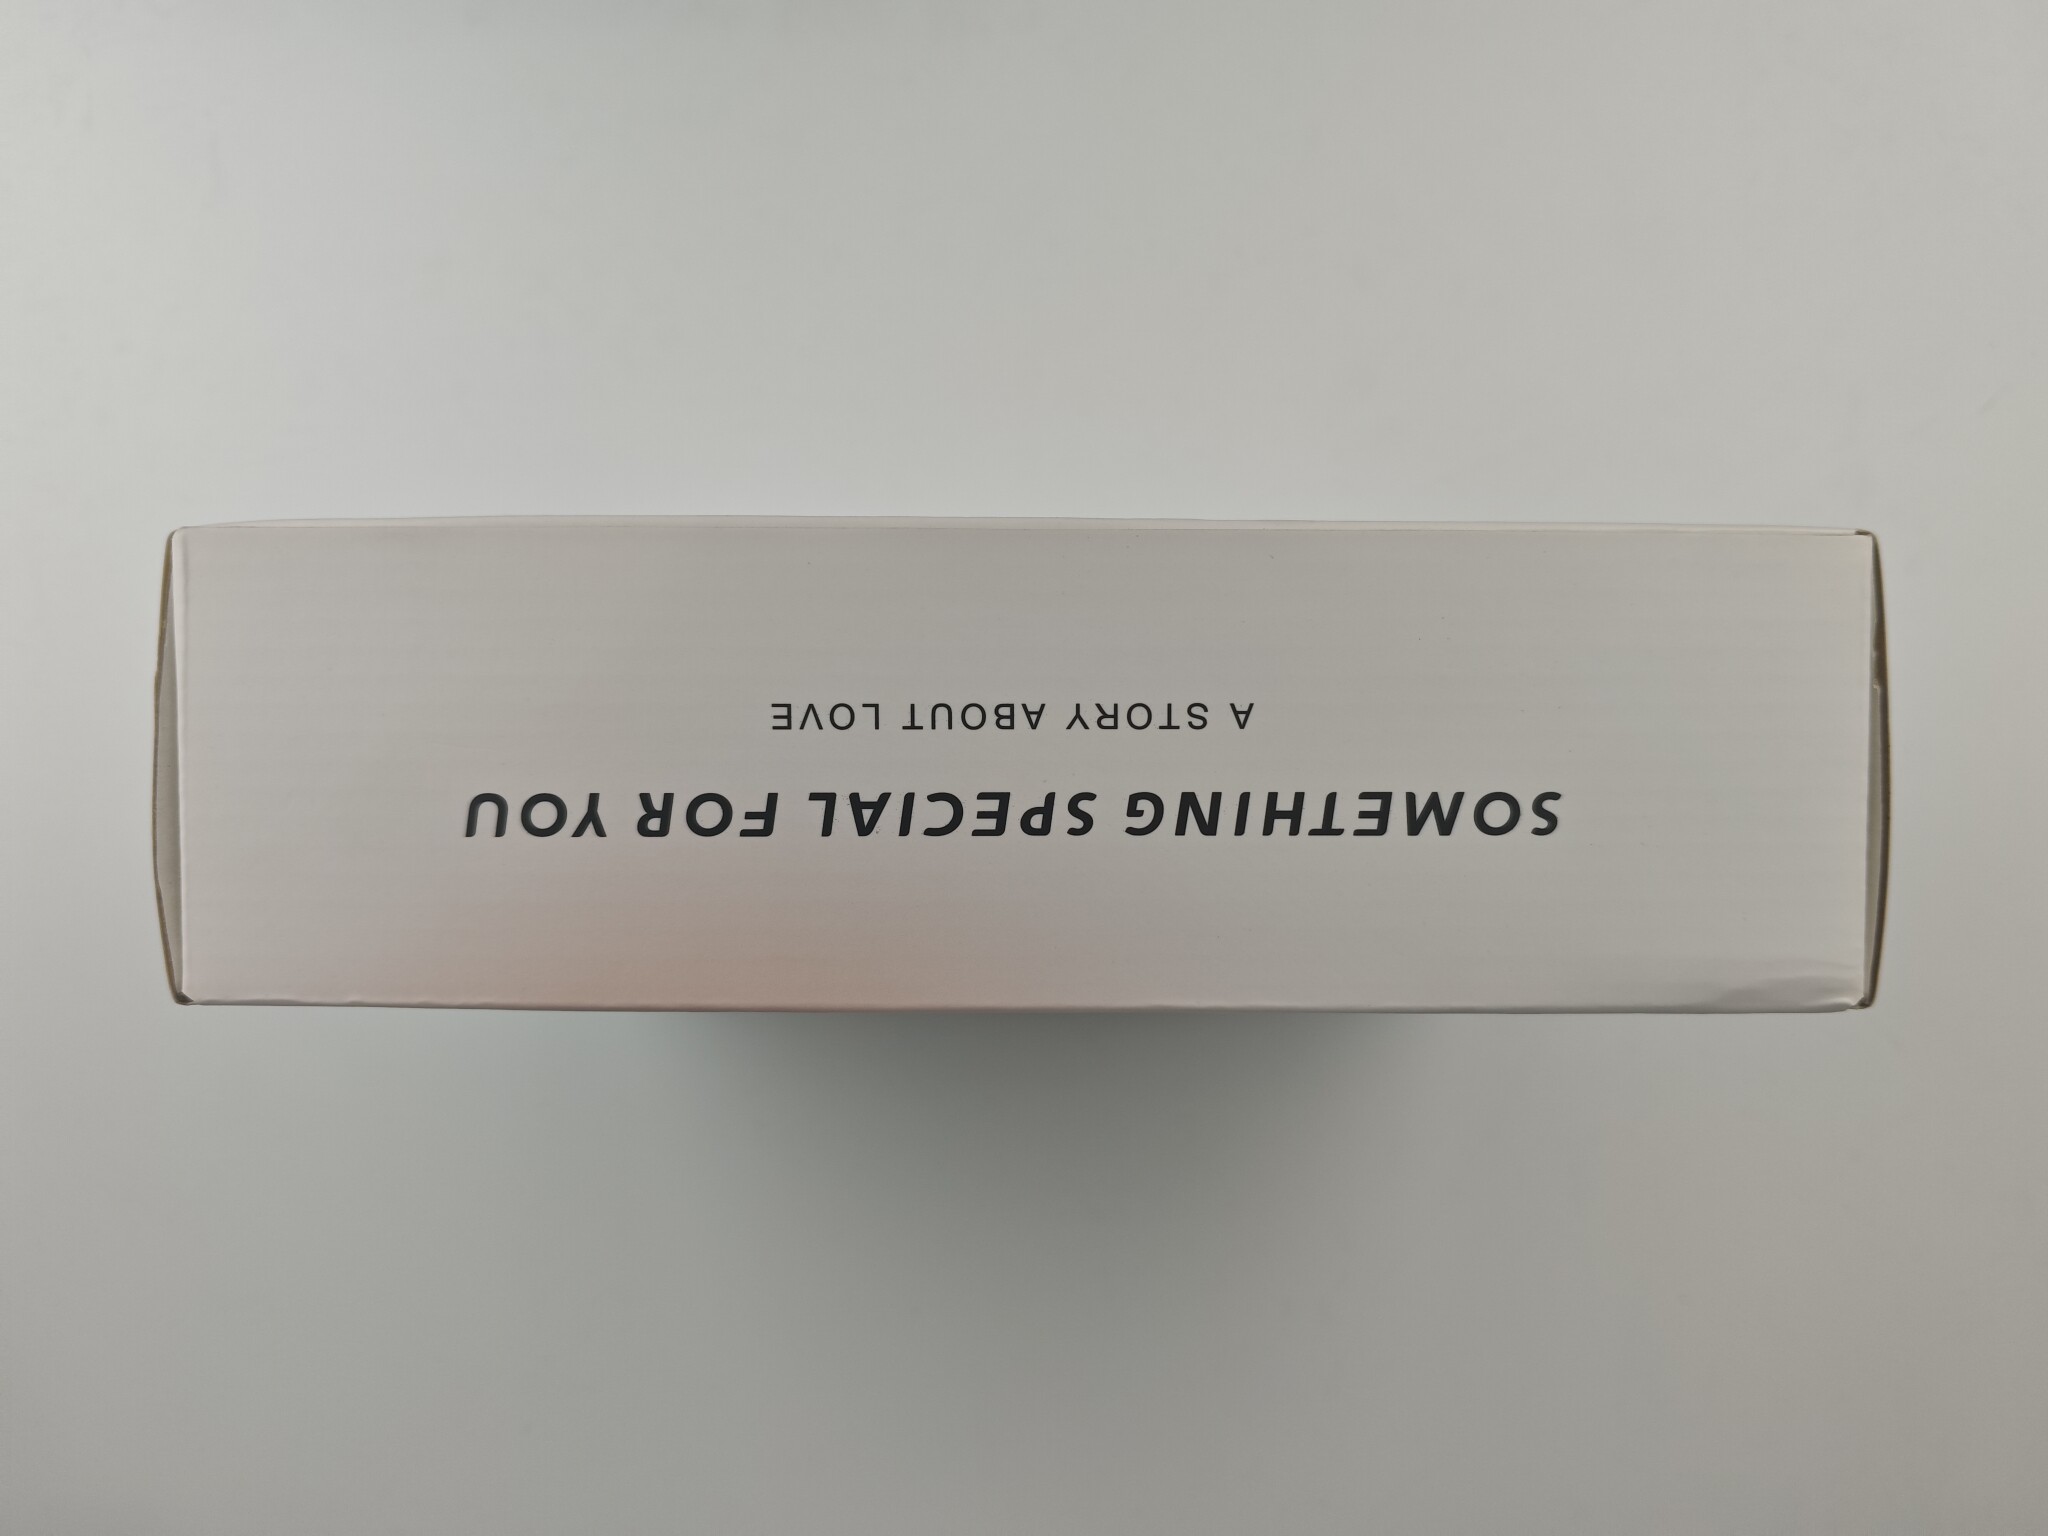 SOMETHING SPECIAL FOR YOU
A STORY ABOUT LOVE